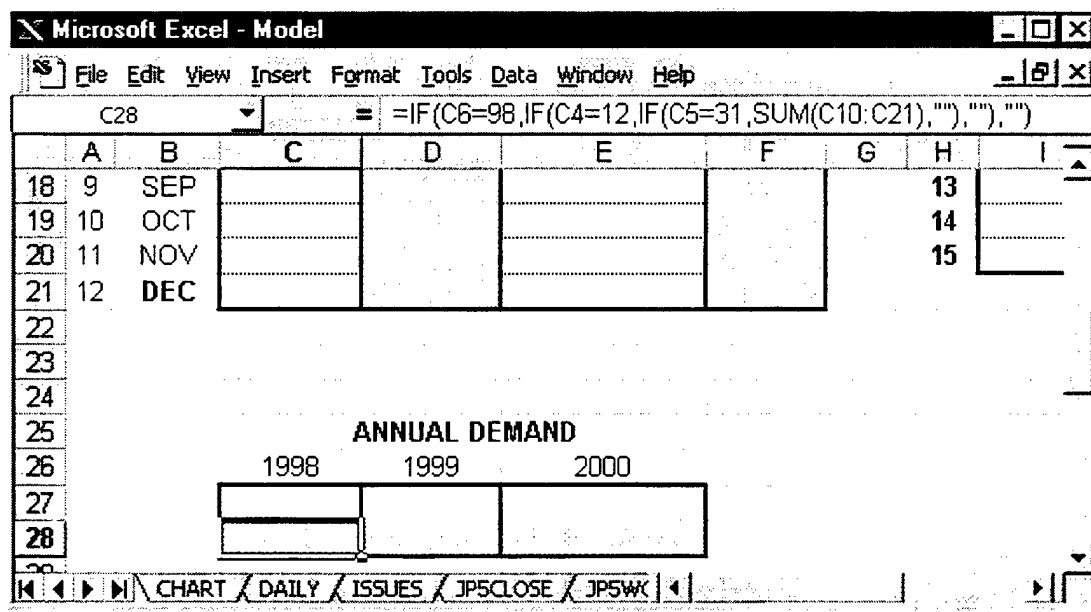 Microsoft Excel - Model
File Edit View Insert Format Tools Data Window Help
C28 = =IF(C6=98,IF(C4=12,IF(C5=31,SUM(C10:C21),""),""),"")
A B C D E F G H I
18 9 SEP 13
19 10 OCT 14
20 11 NOV 15
21 12 DEC
22
23
24
25 ANNUAL DEMAND
26 1998 1999 2000
27
28
CHART DAILY ISSUES JP5CLOSE JP5WK